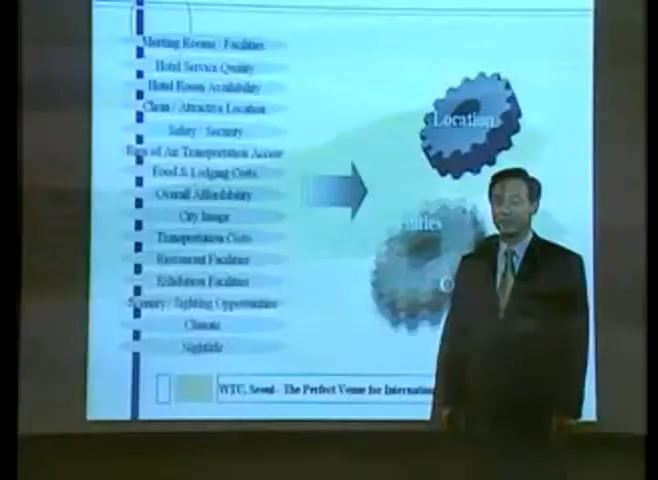 Meeting Rooms / Facilities
Hotel Service Quality
Hotel Room Availability
Clean / Attractive Location
Safety / Security
Ease of Air Transportation Access
Food & Lodging Costs
Overall Affordability
City Image
Transportation Costs
Restaurant Facilities
Exhibition Facilities
Scenery / Sighting Opportunities
Climate
Nightlife
Location
WTC, Seoul - The Perfect Venue for Internation